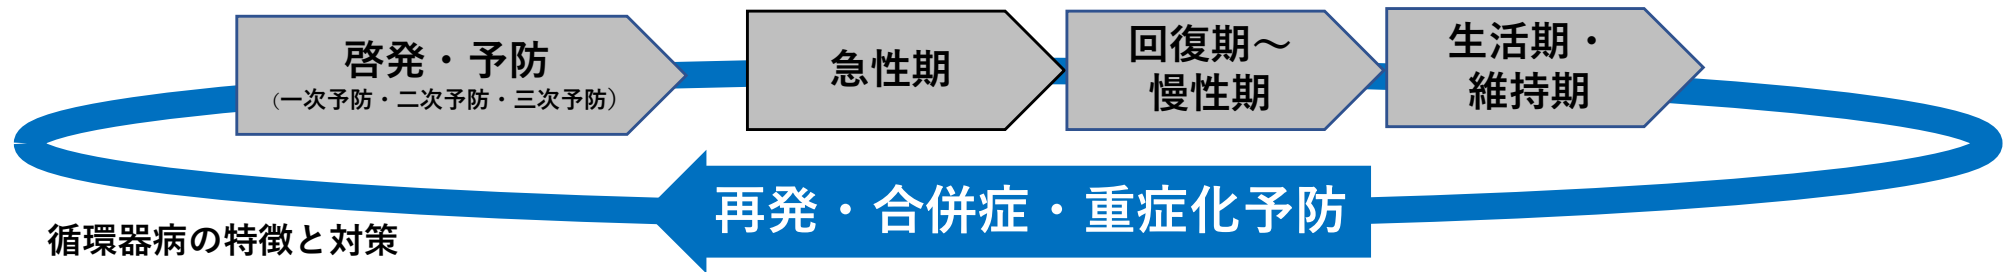 啓発・予防
(一次予防・二次予防・三次予防)
急性期
回復期～
慢性期
生活期・
維持期
再発・合併症・重症化予防
循環器病の特徴と対策